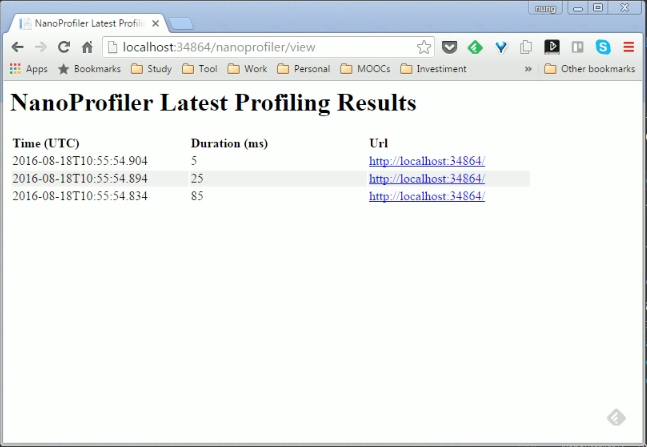 nung
NanoProfiler Latest Profili
localhost:34864/nanoprofiler/view
Apps Bookmarks Study Tool Work Personal MOOCs Investiment » Other bookmarks
NanoProfiler Latest Profiling Results
Time (UTC) Duration (ms) Url
2016-08-18T10:55:54.904 5 http://localhost:34864/
2016-08-18T10:55:54.894 25 http://localhost:34864/
2016-08-18T10:55:54.834 85 http://localhost:34864/